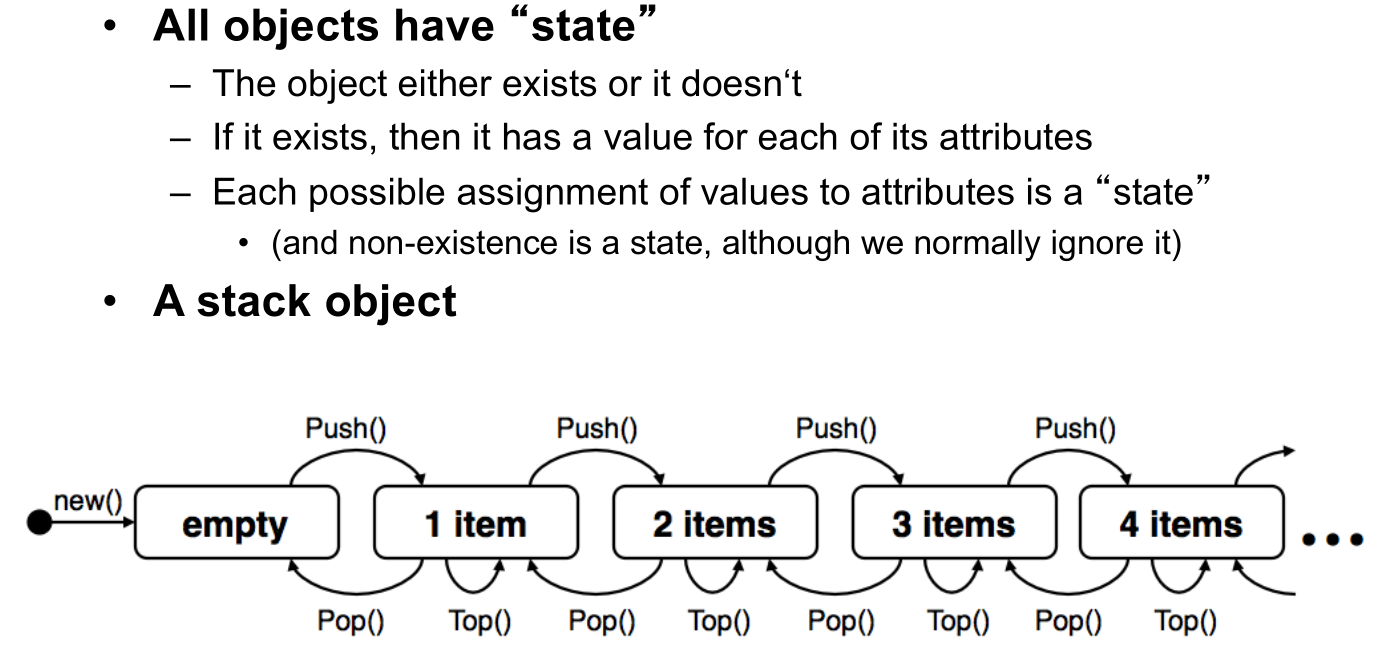 • All objects have “state”
– The object either exists or it doesn‘t
– If it exists, then it has a value for each of its attributes
– Each possible assignment of values to attributes is a “state”
• (and non-existence is a state, although we normally ignore it)
• A stack object
Push() Push() Push() Push()
new()
empty 1 item 2 items 3 items 4 items •••
Pop() Top() Pop() Top() Pop() Top() Pop() Top()